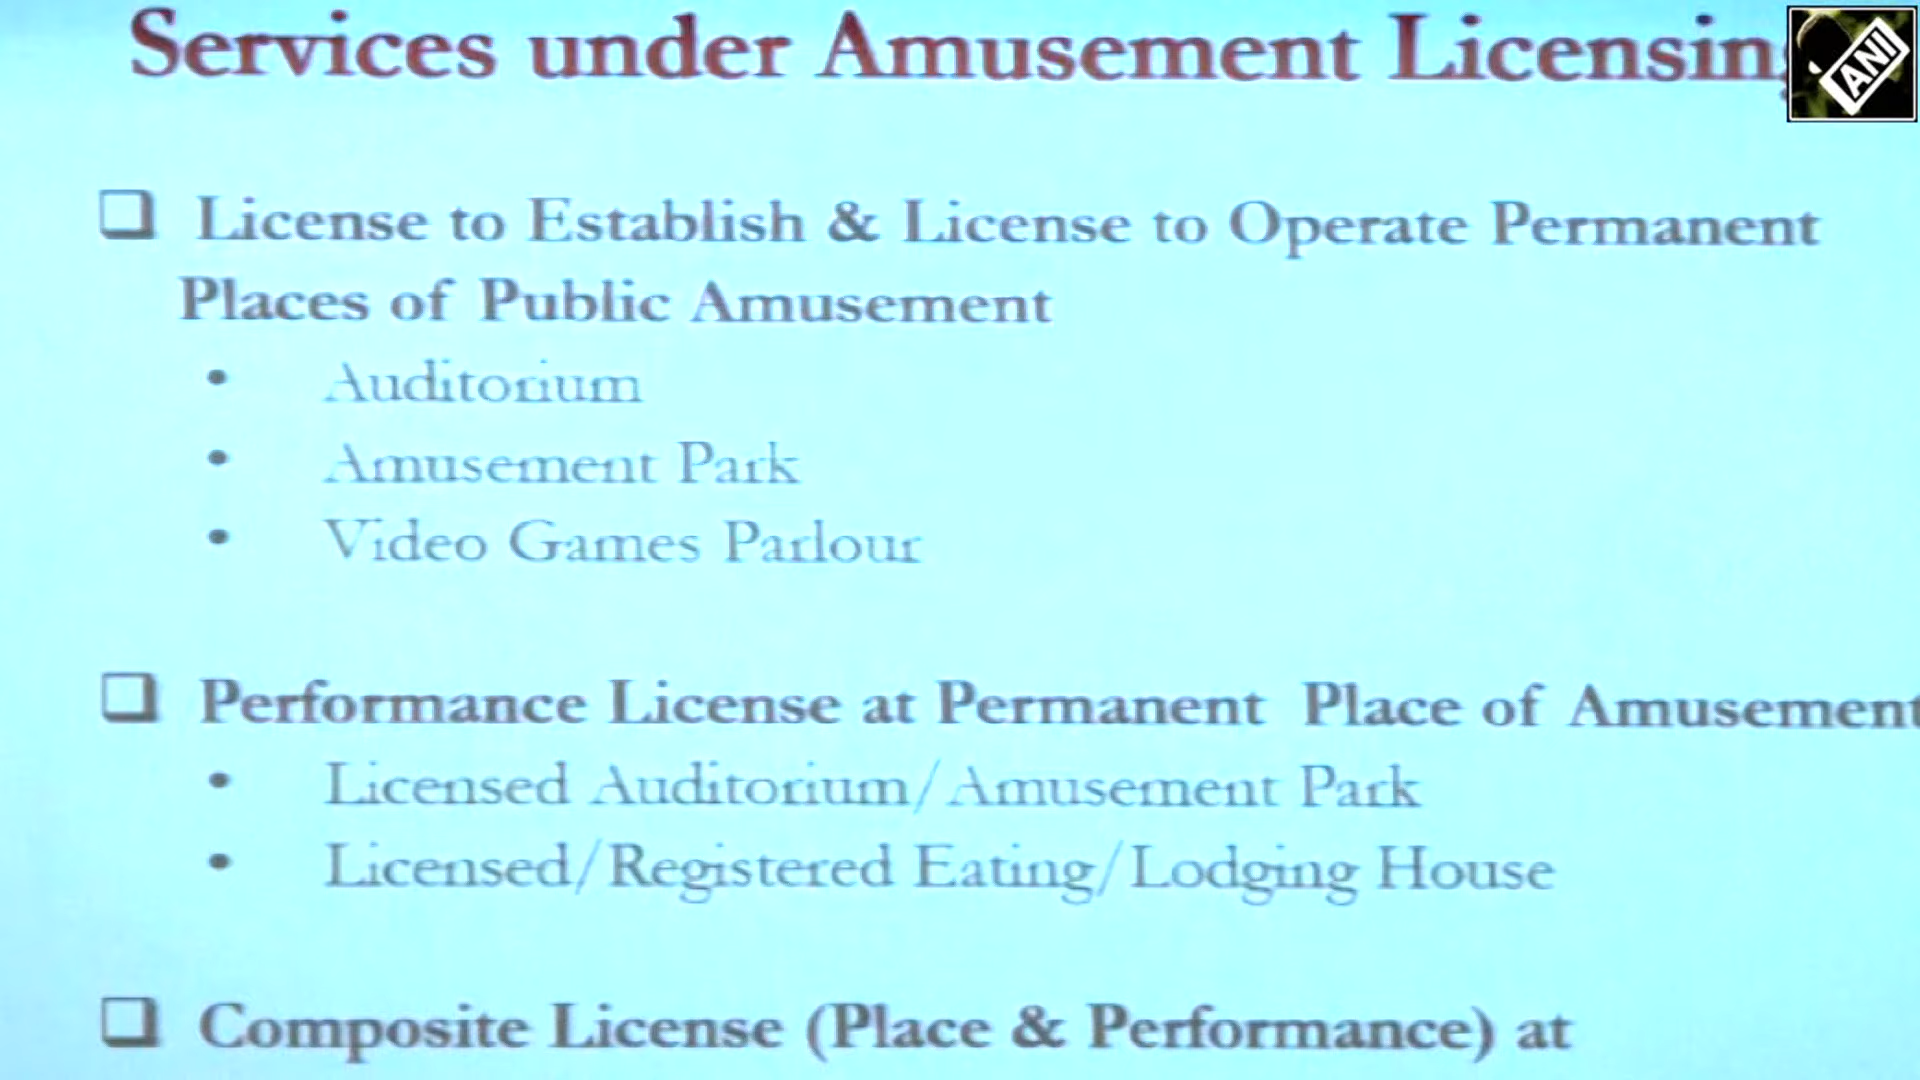 Services under Amusement Licensing
ANI
❑ License to Establish & License to Operate Permanent
Places of Public Amusement
• Auditorium
• Amusement Park
• Video Games Parlour
❑ Performance License at Permanent Place of Amusement
• Licensed Auditorium/Amusement Park
• Licensed/Registered Eating/Lodging House
❑ Composite License (Place & Performance) at